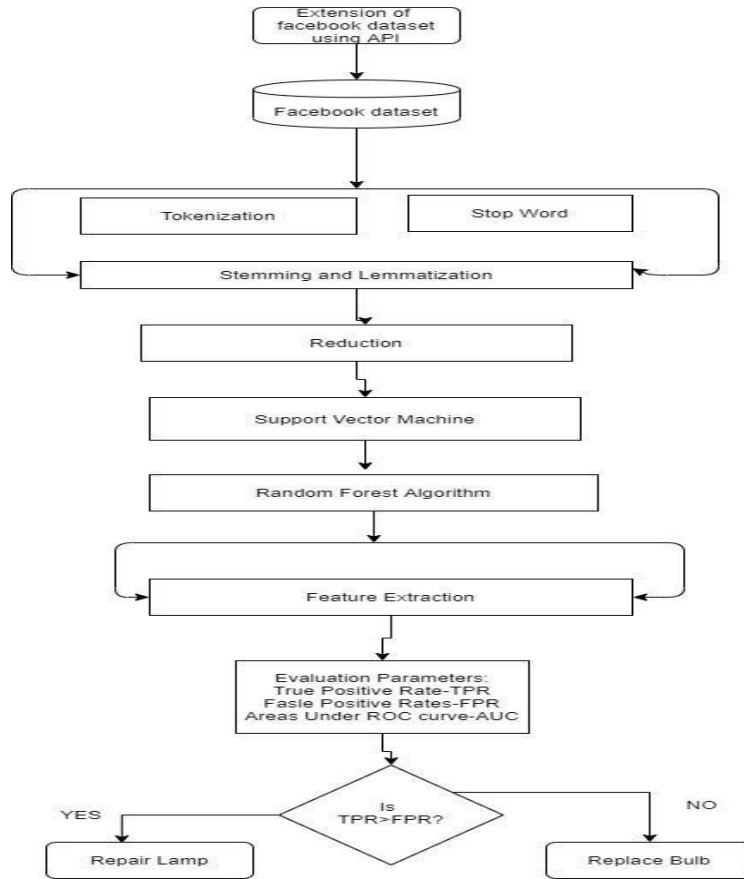 Extension of
facebook dataset
using API
Facebook dataset
Tokenization
Stop Word
Stemming and Lemmatization
Reduction
Support Vector Machine
Random Forest Algorithm
Feature Extraction
Evaluation Parameters:
True Positive Rate-TPR
Fasle Positive Rates-FPR
Areas Under ROC curve-AUC
Is
TPR>FPR?
YES
NO
Repair Lamp
Replace Bulb